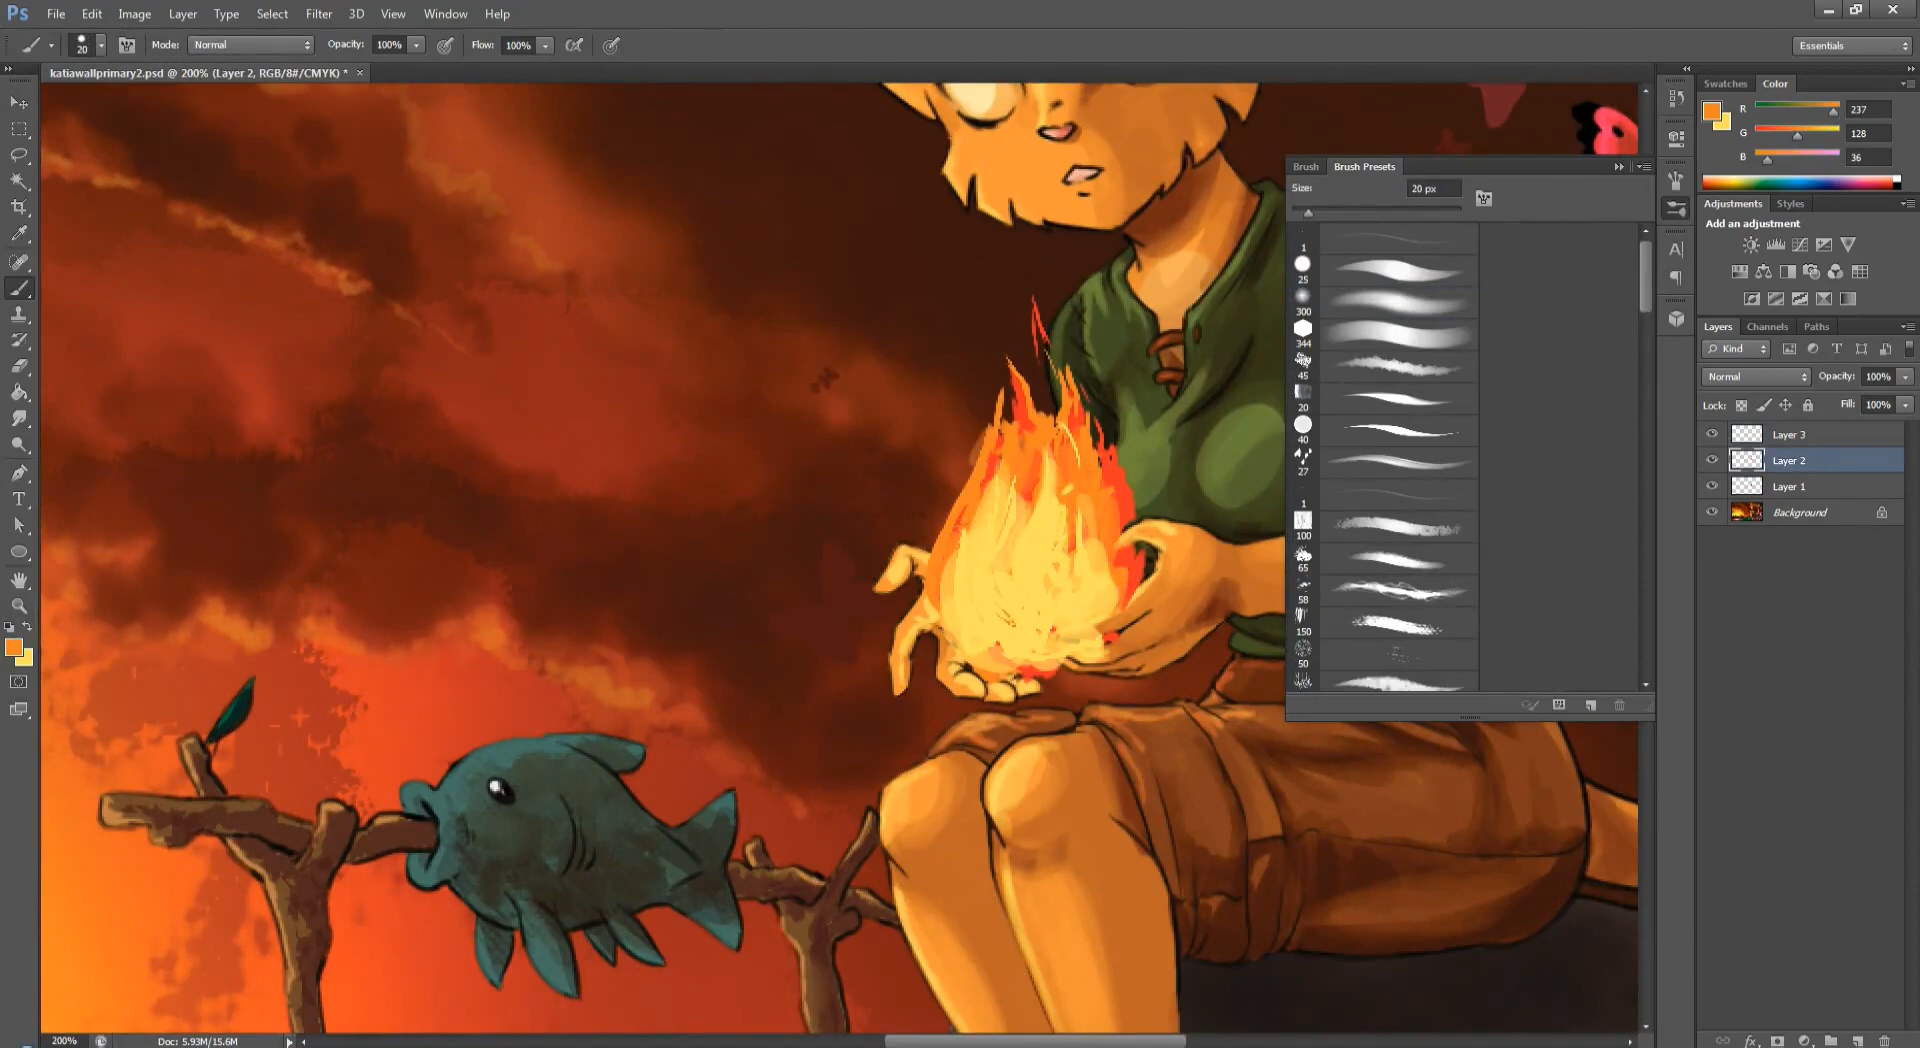 Ps File Edit Image Layer Type Select Filter 3D View Window Help
20 Mode: Normal Opacity: 100% Flow: 100% Essentials
katiawallprimary2.psd @ 200% (Layer 2, RGB/8#/CMYK) * ×
Swatches Color
R 237
G 128
B 36
Brush Brush Presets
Size: 20 px
1
25
300
344
45
20
40
27
1
100
65
58
150
50
Adjustments Styles
Add an adjustment
Layers Channels Paths
Kind
Normal Opacity: 100%
Lock: Fill: 100%
Layer 3
Layer 2
Layer 1
Background
200% Doc: 5.93M/15.6M